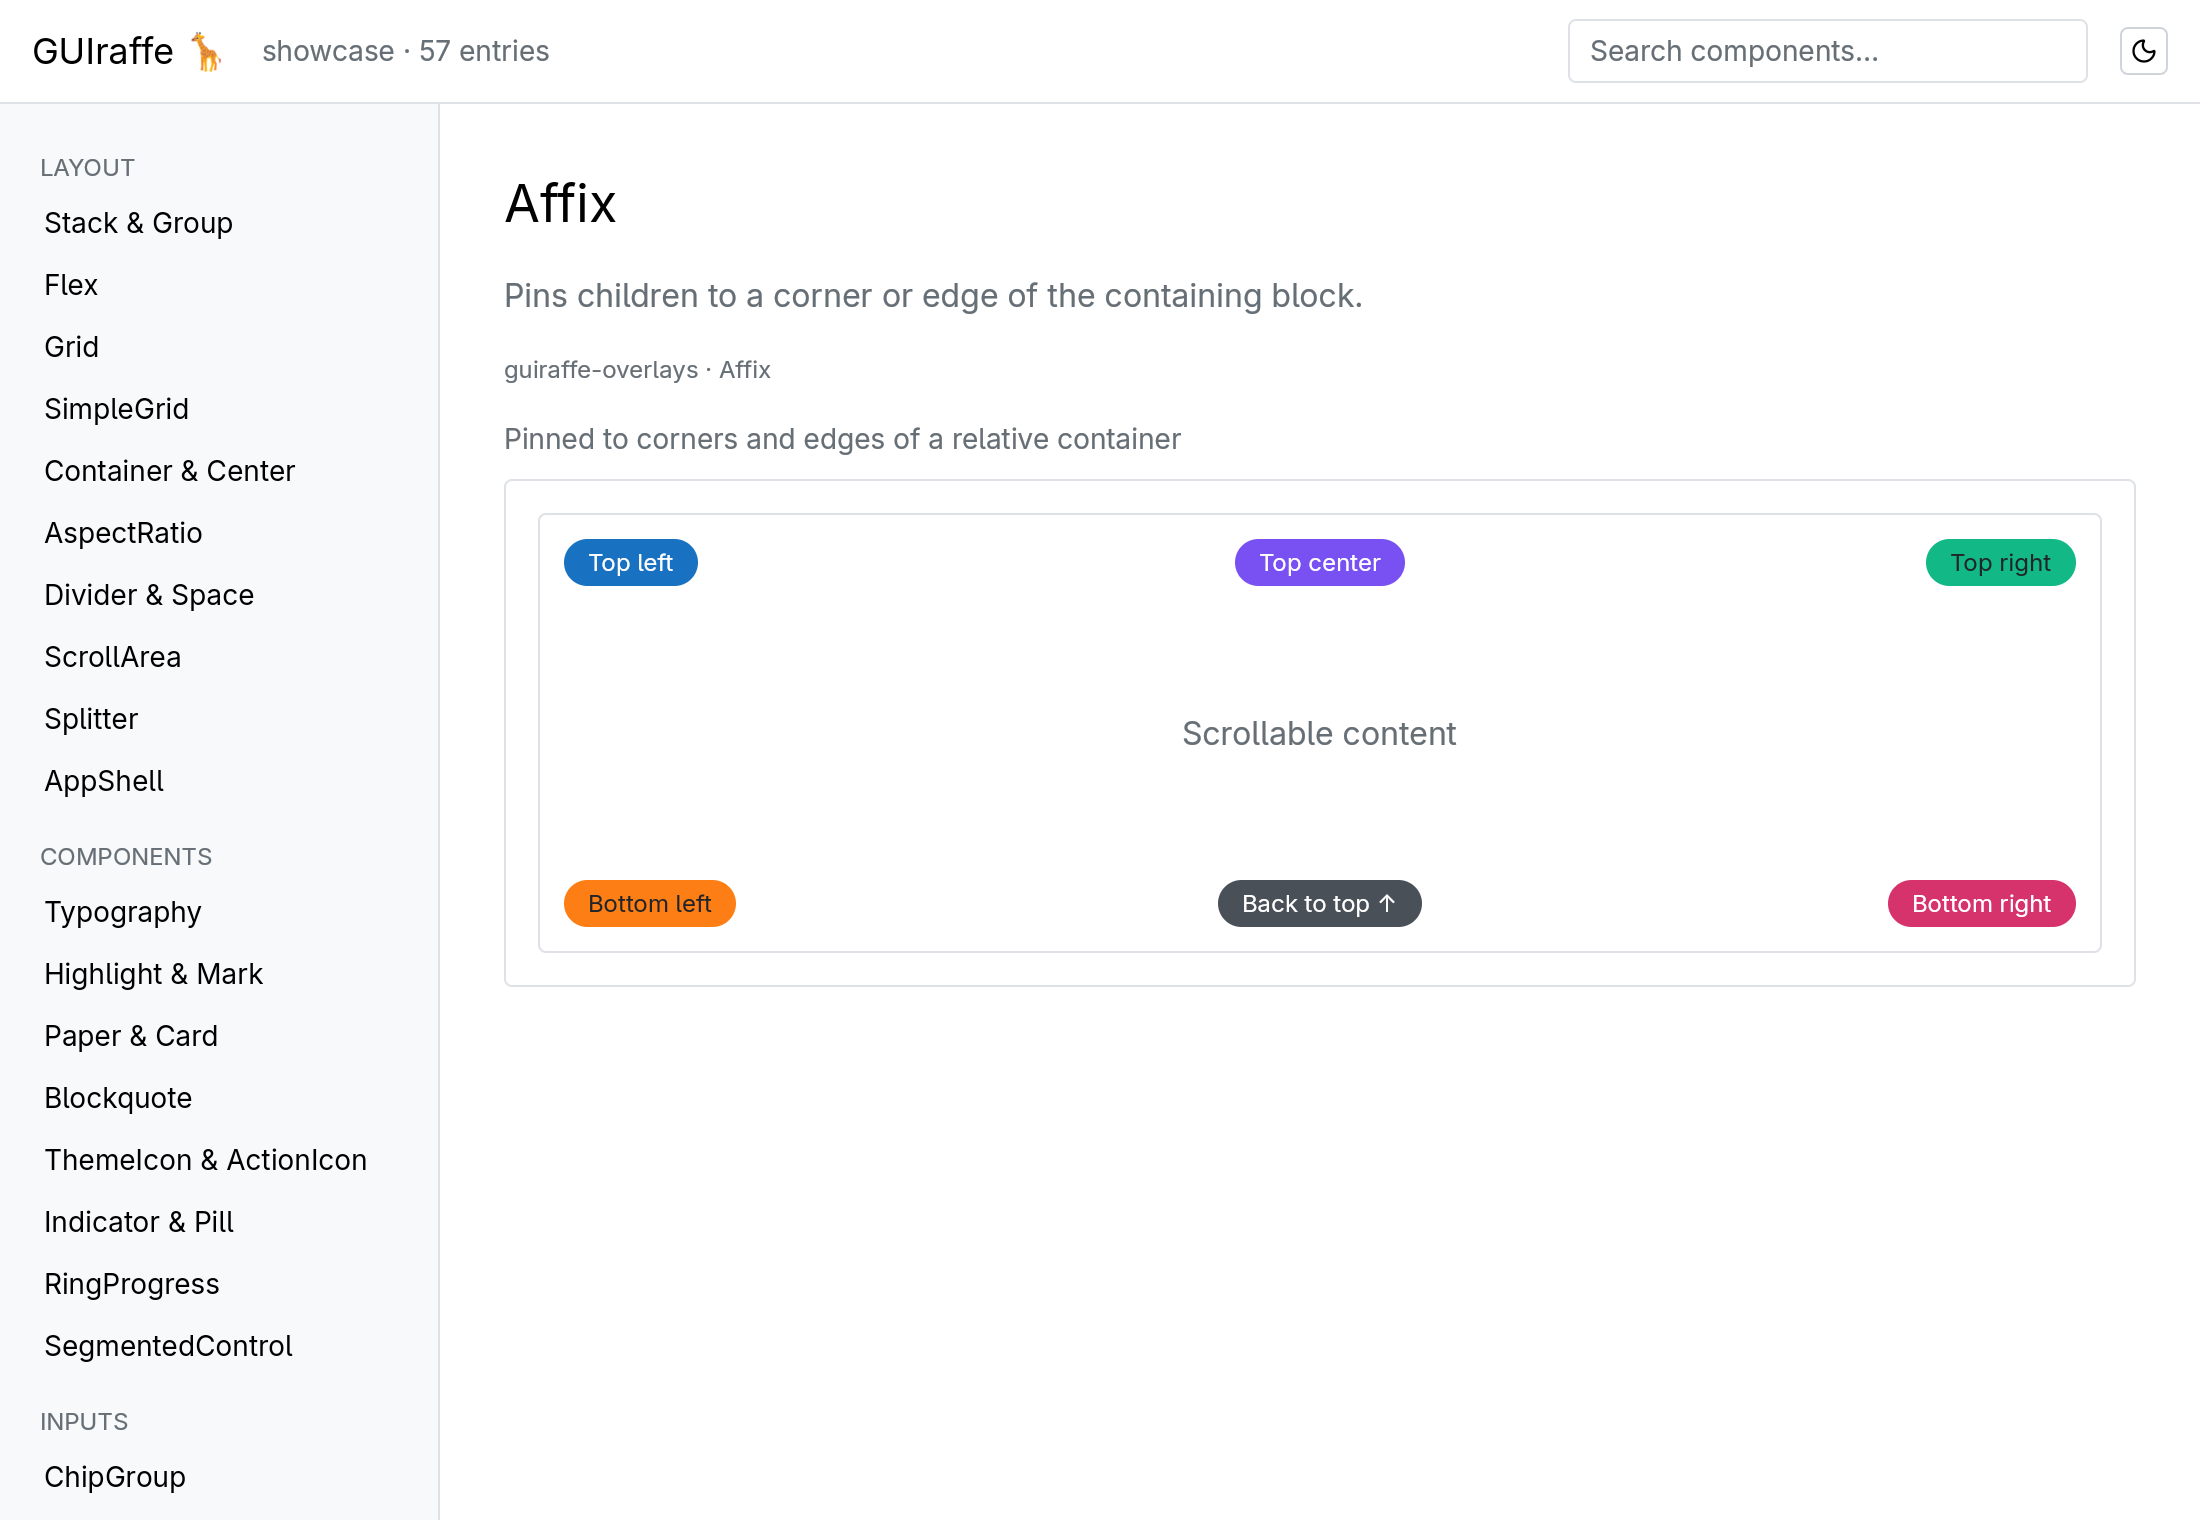 GUIraffe 🦒
showcase · 57 entries
Search components...
LAYOUT
Stack & Group
Flex
Grid
SimpleGrid
Container & Center
AspectRatio
Divider & Space
ScrollArea
Splitter
AppShell
COMPONENTS
Typography
Highlight & Mark
Paper & Card
Blockquote
ThemeIcon & ActionIcon
Indicator & Pill
RingProgress
SegmentedControl
INPUTS
ChipGroup
Affix
Pins children to a corner or edge of the containing block.
guiraffe-overlays · Affix
Pinned to corners and edges of a relative container
Top left
Top center
Top right
Scrollable content
Bottom left
Back to top ↑
Bottom right